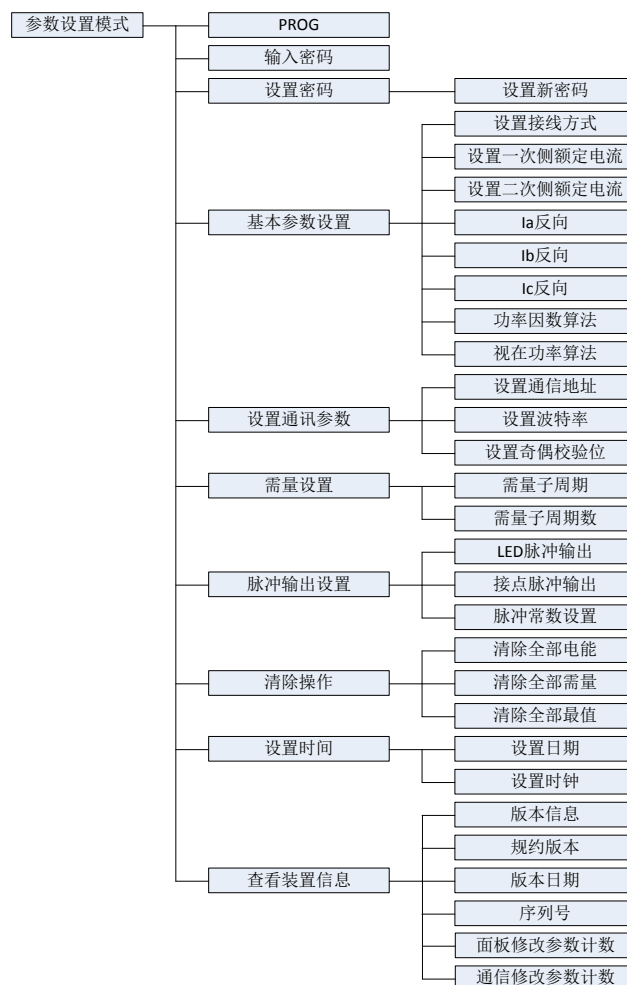 参数设置模式
PROG
输入密码
设置密码
设置新密码
基本参数设置
设置接线方式
设置一次侧额定电流
设置二次侧额定电流
Ia反向
Ib反向
Ic反向
功率因数算法
视在功率算法
设置通讯参数
设置通信地址
设置波特率
设置奇偶校验位
需量设置
需量子周期
需量子周期数
脉冲输出设置
LED脉冲输出
接点脉冲输出
脉冲常数设置
清除操作
清除全部电能
清除全部需量
清除全部最值
设置时间
设置日期
设置时钟
查看装置信息
版本信息
规约版本
版本日期
序列号
面板修改参数计数
通信修改参数计数